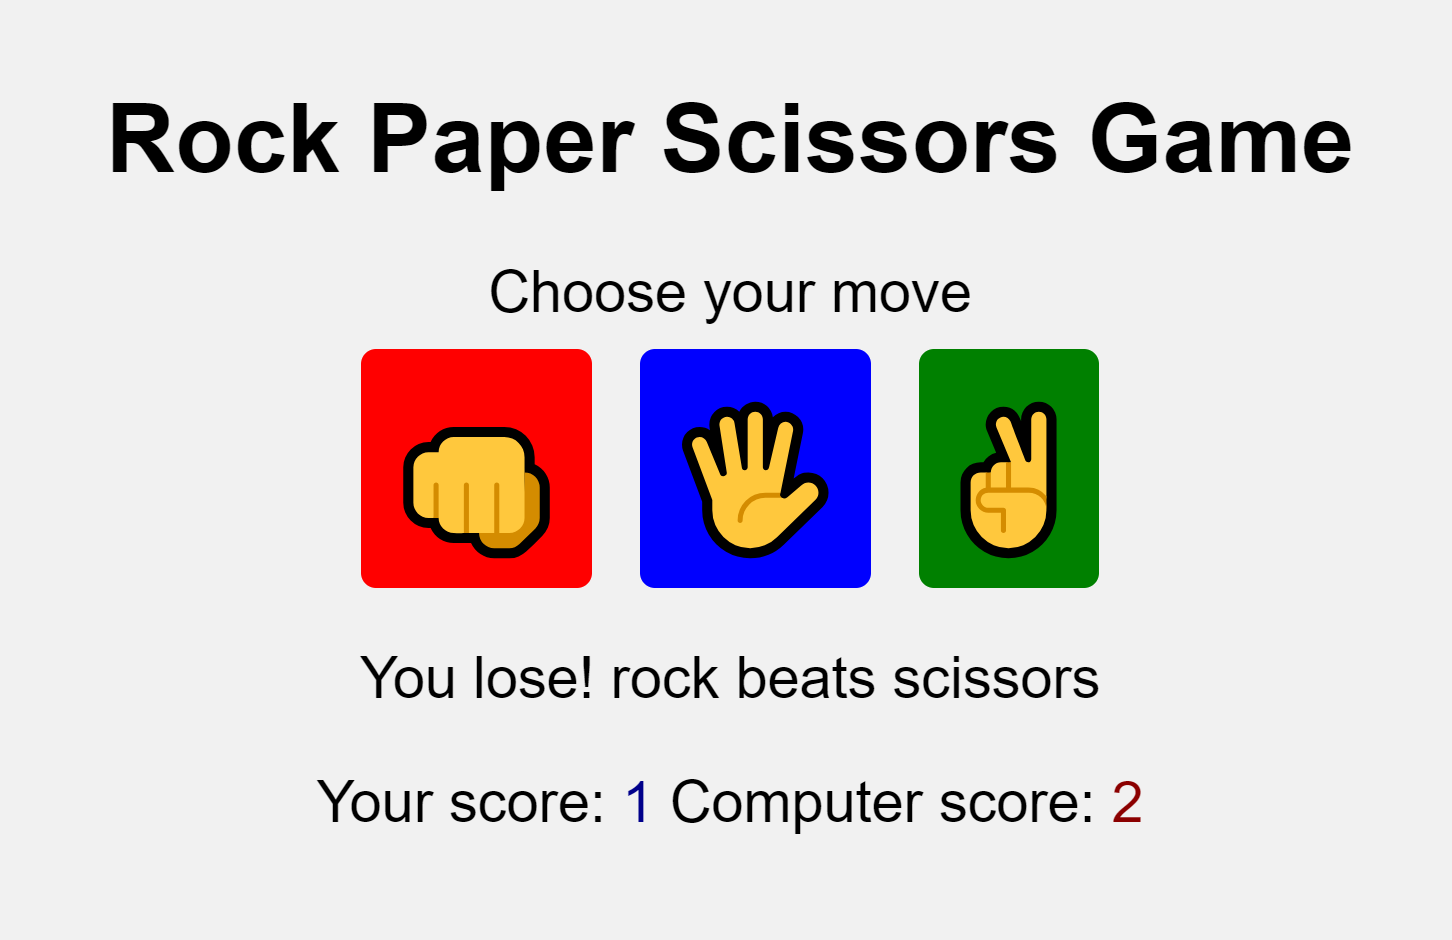 Rock Paper Scissors Game
Choose your move
You lose! rock beats scissors
Your score: 1 Computer score: 2